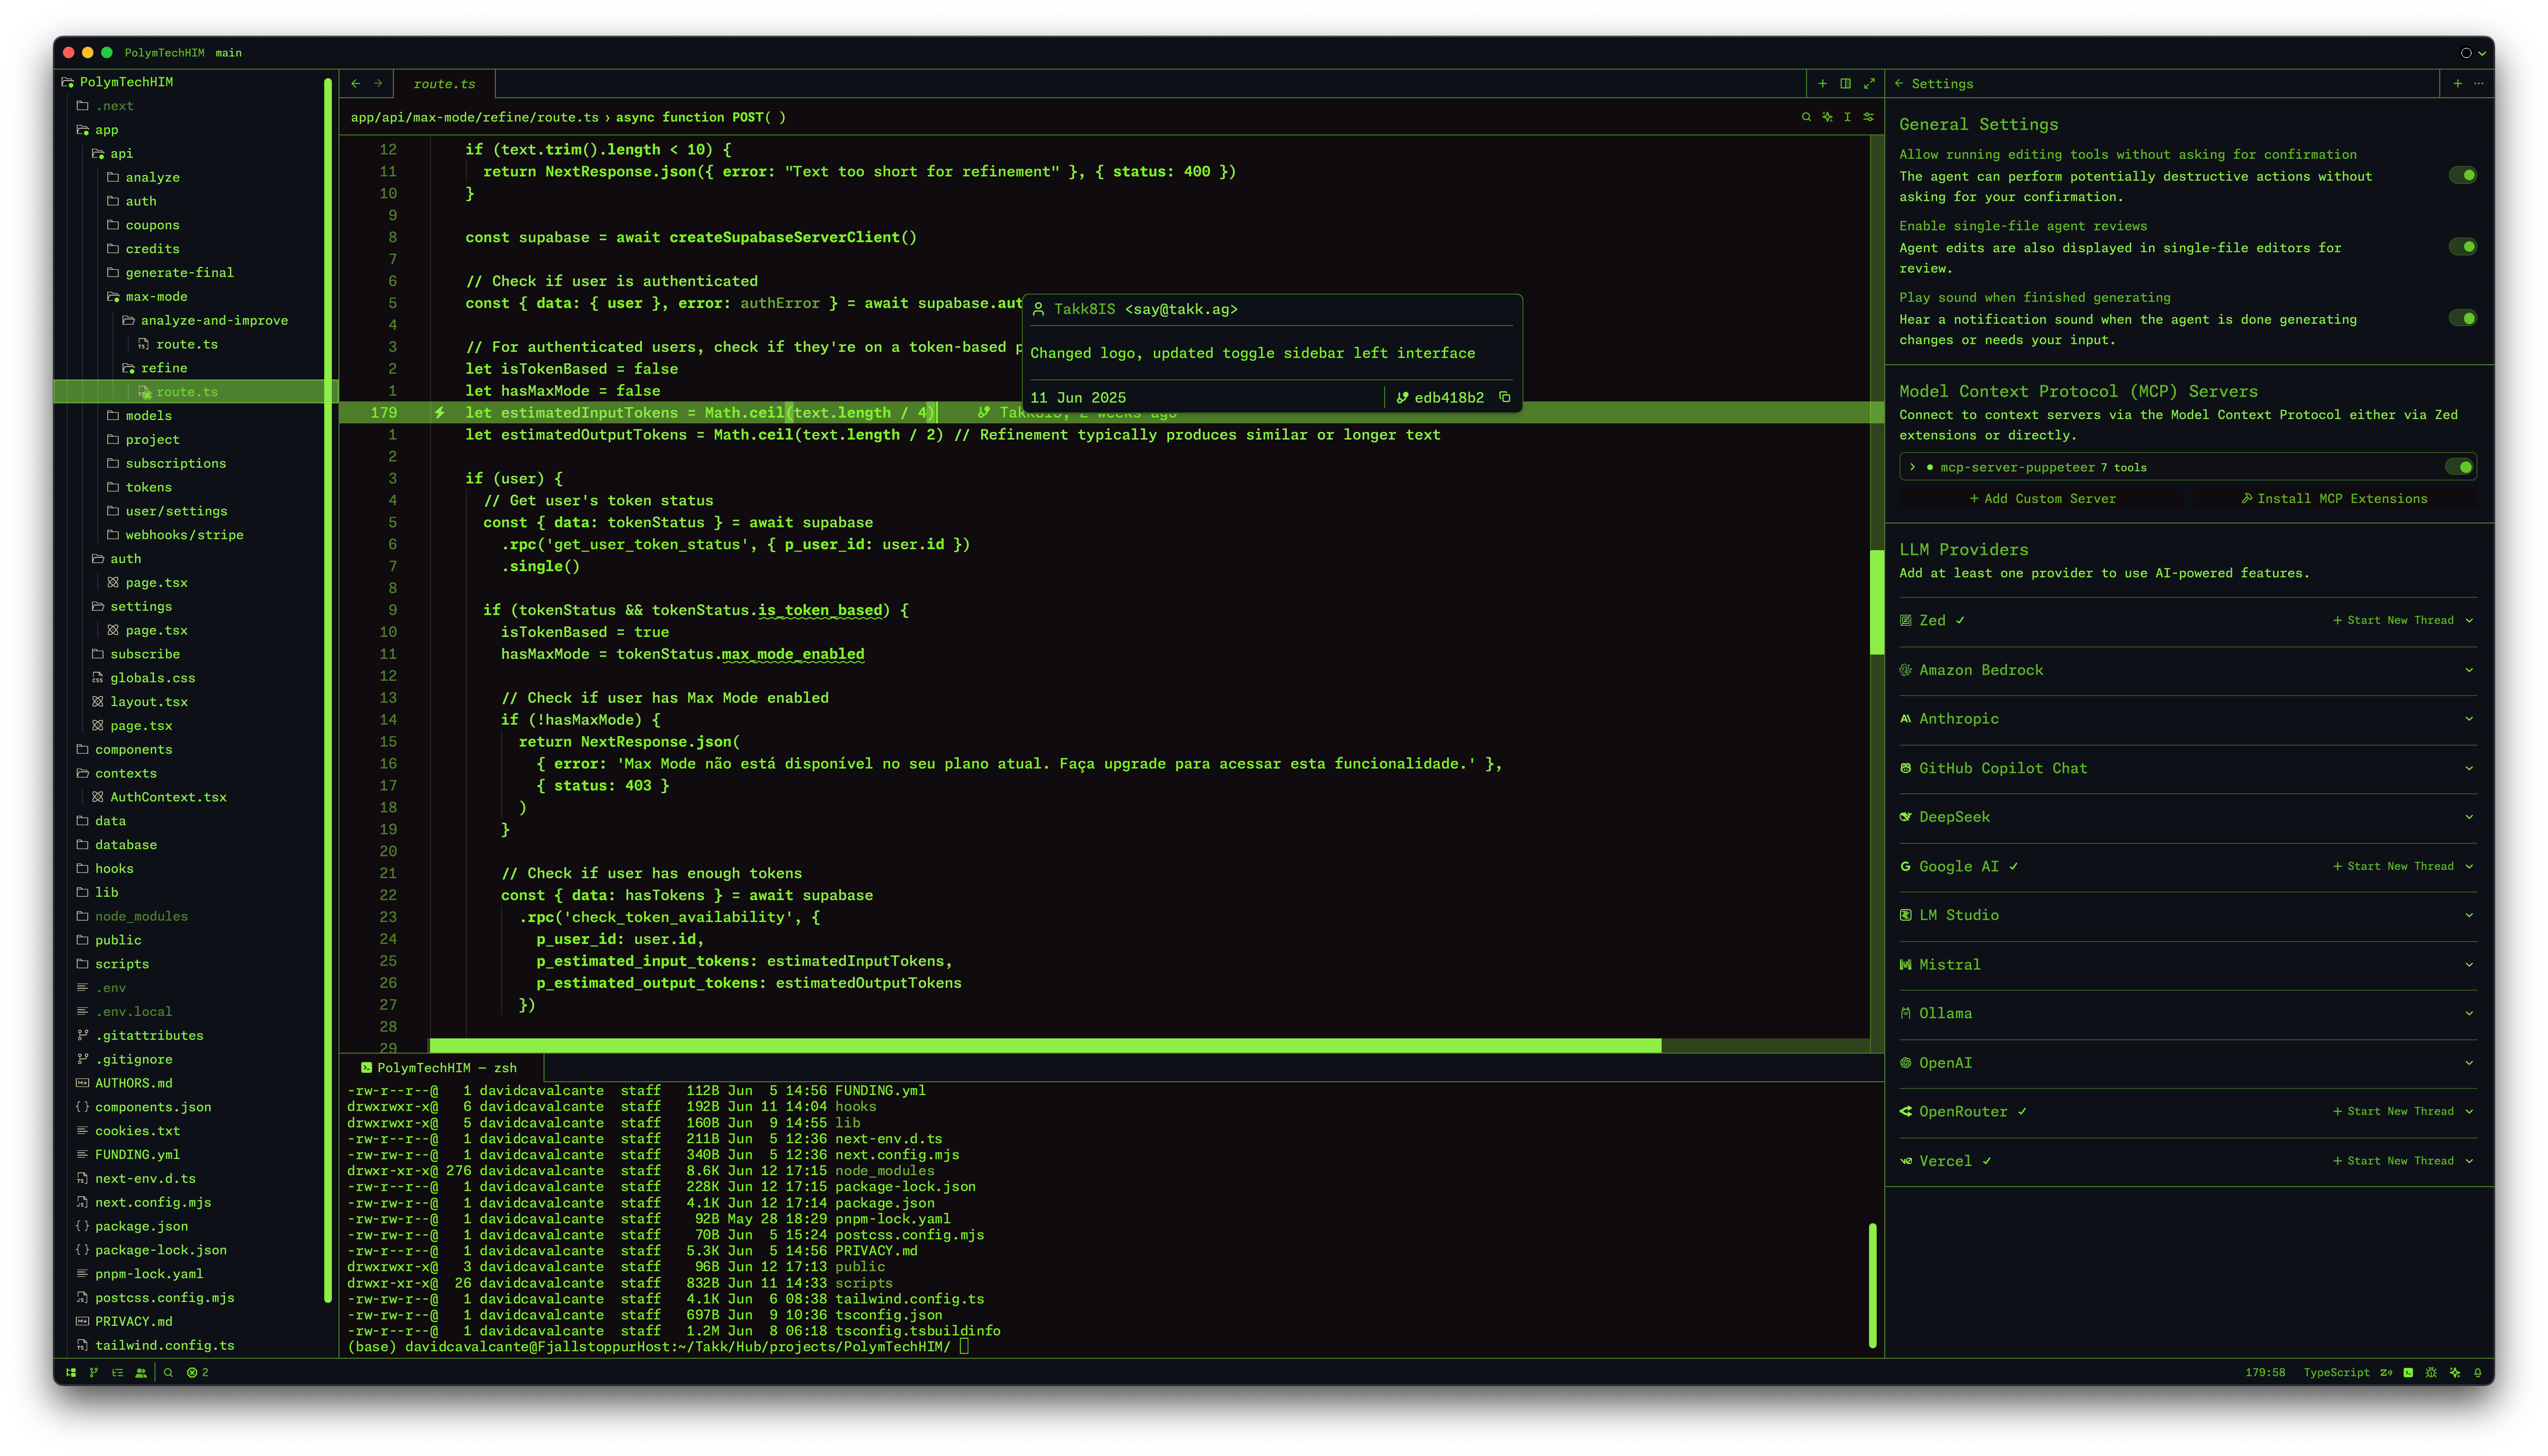 PolymTechHIM main
PolymTechHIM
.next
app
api
analyze
auth
coupons
credits
generate-final
max-mode
analyze-and-improve
route.ts
refine
route.ts
models
project
subscriptions
tokens
user/settings
webhooks/stripe
auth
page.tsx
settings
page.tsx
subscribe
globals.css
layout.tsx
page.tsx
components
contexts
AuthContext.tsx
data
database
hooks
lib
node_modules
public
scripts
.env
.env.local
.gitattributes
.gitignore
AUTHORS.md
components.json
cookies.txt
FUNDING.yml
next-env.d.ts
next.config.mjs
package.json
package-lock.json
pnpm-lock.yaml
postcss.config.mjs
PRIVACY.md
tailwind.config.ts
route.ts
app/api/max-mode/refine/route.ts › async function POST( )
12 if (text.trim().length < 10) {
11 return NextResponse.json({ error: "Text too short for refinement" }, { status: 400 })
10 }
9
8 const supabase = await createSupabaseServerClient()
7
6 // Check if user is authenticated
5 const { data: { user }, error: authError } = await supabase.aut
4
3 // For authenticated users, check if they're on a token-based p
2 let isTokenBased = false
1 let hasMaxMode = false
179 let estimatedInputTokens = Math.ceil(text.length / 4) Takk8IS, 2 weeks ago
1 let estimatedOutputTokens = Math.ceil(text.length / 2) // Refinement typically produces similar or longer text
2
3 if (user) {
4 // Get user's token status
5 const { data: tokenStatus } = await supabase
6 .rpc('get_user_token_status', { p_user_id: user.id })
7 .single()
8
9 if (tokenStatus && tokenStatus.is_token_based) {
10 isTokenBased = true
11 hasMaxMode = tokenStatus.max_mode_enabled
12
13 // Check if user has Max Mode enabled
14 if (!hasMaxMode) {
15 return NextResponse.json(
16 { error: 'Max Mode não está disponível no seu plano atual. Faça upgrade para acessar esta funcionalidade.' },
17 { status: 403 }
18 )
19 }
20
21 // Check if user has enough tokens
22 const { data: hasTokens } = await supabase
23 .rpc('check_token_availability', {
24 p_user_id: user.id,
25 p_estimated_input_tokens: estimatedInputTokens,
26 p_estimated_output_tokens: estimatedOutputTokens
27 })
28
29
Takk8IS <say@takk.ag>
Changed logo, updated toggle sidebar left interface
11 Jun 2025 edb418b2
PolymTechHIM — zsh
-rw-r--r--@ 1 davidcavalcante staff 112B Jun 5 14:56 FUNDING.yml
drwxrwxr-x@ 6 davidcavalcante staff 192B Jun 11 14:04 hooks
drwxrwxr-x@ 5 davidcavalcante staff 160B Jun 9 14:55 lib
-rw-r--r--@ 1 davidcavalcante staff 211B Jun 5 12:36 next-env.d.ts
-rw-rw-r--@ 1 davidcavalcante staff 340B Jun 5 12:36 next.config.mjs
drwxr-xr-x@ 276 davidcavalcante staff 8.6K Jun 12 17:15 node_modules
-rw-r--r--@ 1 davidcavalcante staff 228K Jun 12 17:15 package-lock.json
-rw-rw-r--@ 1 davidcavalcante staff 4.1K Jun 12 17:14 package.json
-rw-rw-r--@ 1 davidcavalcante staff 92B May 28 18:29 pnpm-lock.yaml
-rw-rw-r--@ 1 davidcavalcante staff 70B Jun 5 15:24 postcss.config.mjs
-rw-r--r--@ 1 davidcavalcante staff 5.3K Jun 5 14:56 PRIVACY.md
drwxrwxr-x@ 3 davidcavalcante staff 96B Jun 12 17:13 public
drwxr-xr-x@ 26 davidcavalcante staff 832B Jun 11 14:33 scripts
-rw-rw-r--@ 1 davidcavalcante staff 4.1K Jun 6 08:38 tailwind.config.ts
-rw-rw-r--@ 1 davidcavalcante staff 697B Jun 9 10:36 tsconfig.json
-rw-r--r--@ 1 davidcavalcante staff 1.2M Jun 8 06:18 tsconfig.tsbuildinfo
(base) davidcavalcante@FjallstoppurHost:~/Takk/Hub/projects/PolymTechHIM/
Settings
General Settings
Allow running editing tools without asking for confirmation
The agent can perform potentially destructive actions without
asking for your confirmation.
Enable single-file agent reviews
Agent edits are also displayed in single-file editors for
review.
Play sound when finished generating
Hear a notification sound when the agent is done generating
changes or needs your input.
Model Context Protocol (MCP) Servers
Connect to context servers via the Model Context Protocol either via Zed
extensions or directly.
mcp-server-puppeteer 7 tools
+ Add Custom Server Install MCP Extensions
LLM Providers
Add at least one provider to use AI-powered features.
Zed ✓ + Start New Thread
Amazon Bedrock
Anthropic
GitHub Copilot Chat
DeepSeek
Google AI ✓ + Start New Thread
LM Studio
Mistral
Ollama
OpenAI
OpenRouter ✓ + Start New Thread
Vercel ✓ + Start New Thread
2
179:58 TypeScript